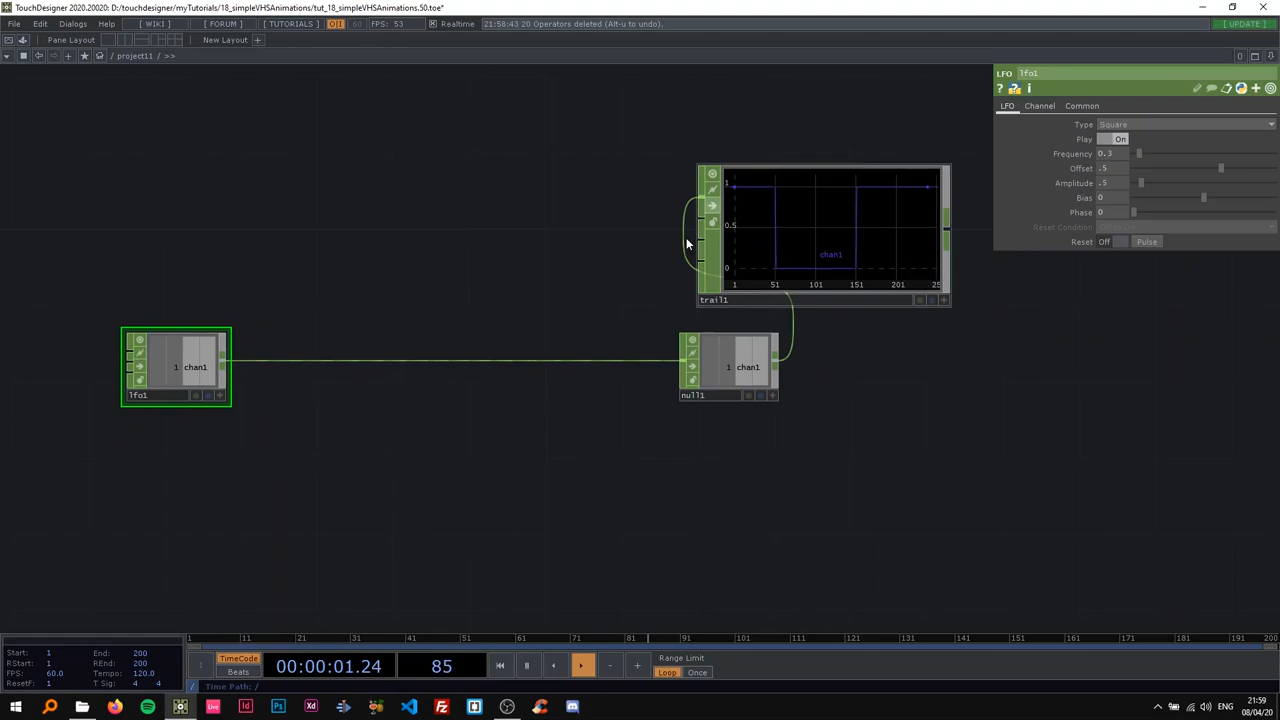 TouchDesigner 2020.20020: D:/touchdesigner/myTutorials/18_simpleVHSAnimations/tut_18_simpleVHSAnimations.50.toe*
File Edit Dialogs Help [ WIKI ] [ FORUM ] [ TUTORIALS ] O|I 60 FPS: 53 Realtime 21:58:43 20 Operators deleted (Alt-u to undo). [ UPDATE ]
Pane Layout New Layout +
/ project11 / >> 0
LFO lfo1
? ? i
LFO Channel Common
Type Square
Play On
Frequency 0.3
Offset .5
Amplitude .5
Bias 0
Phase 0
Reset Off Pulse
1
0.5
0
chan1
1 51 101 151 201 25
trail1
1 chan1
lfo1
1 chan1
null1
1 11 21 31 41 51 61 71 81 91 101 111 121 131 141 151 161 171 181 191 200
Start: 1 End: 200
RStart: 1 REnd: 200
FPS: 60.0 Tempo: 120.0
ResetF: 1 T Sig: 4 4
TimeCode
Beats
00:00:01.24
85
Range Limit
Loop Once
/ Time Path: /
Live Id Ps Xd
ENG
21:59
08/04/20